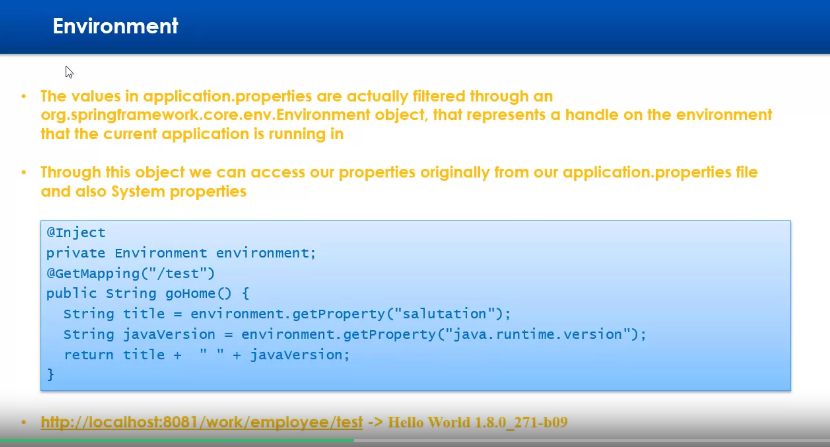 Environment
• The values in application.properties are actually filtered through an
org.springframework.core.env.Environment object, that represents a handle on the environment
that the current application is running in
• Through this object we can access our properties originally from our application.properties file
and also System properties
@Inject
private Environment environment;
@GetMapping("/test")
public String goHome() {
  String title = environment.getProperty("salutation");
  String javaVersion = environment.getProperty("java.runtime.version");
  return title +  " " + javaVersion;
}
• http://localhost:8081/work/employee/test -> Hello World 1.8.0_271-b09